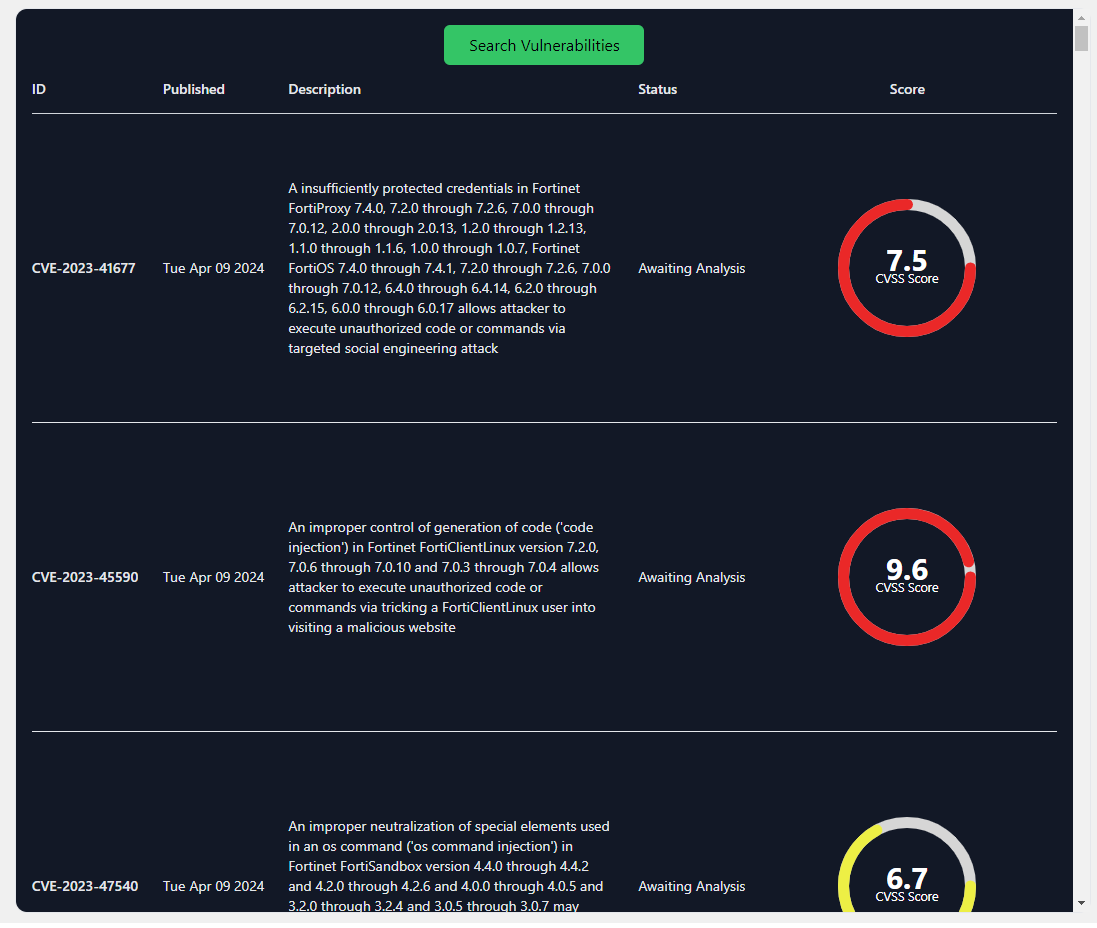 Search Vulnerabilities
ID Published Description Status Score
A insufficiently protected credentials in Fortinet
FortiProxy 7.4.0, 7.2.0 through 7.2.6, 7.0.0 through
7.0.12, 2.0.0 through 2.0.13, 1.2.0 through 1.2.13,
1.1.0 through 1.1.6, 1.0.0 through 1.0.7, Fortinet
CVE-2023-41677 Tue Apr 09 2024 FortiOS 7.4.0 through 7.4.1, 7.2.0 through 7.2.6, 7.0.0 Awaiting Analysis 7.5
CVSS Score
through 7.0.12, 6.4.0 through 6.4.14, 6.2.0 through
6.2.15, 6.0.0 through 6.0.17 allows attacker to
execute unauthorized code or commands via
targeted social engineering attack
An improper control of generation of code ('code
injection') in Fortinet FortiClientLinux version 7.2.0,
CVE-2023-45590 Tue Apr 09 2024 7.0.6 through 7.0.10 and 7.0.3 through 7.0.4 allows Awaiting Analysis 9.6
CVSS Score
attacker to execute unauthorized code or
commands via tricking a FortiClientLinux user into
visiting a malicious website
An improper neutralization of special elements used
in an os command ('os command injection') in
Fortinet FortiSandbox version 4.4.0 through 4.4.2
CVE-2023-47540 Tue Apr 09 2024 and 4.2.0 through 4.2.6 and 4.0.0 through 4.0.5 and Awaiting Analysis 6.7
CVSS Score
3.2.0 through 3.2.4 and 3.0.5 through 3.0.7 may